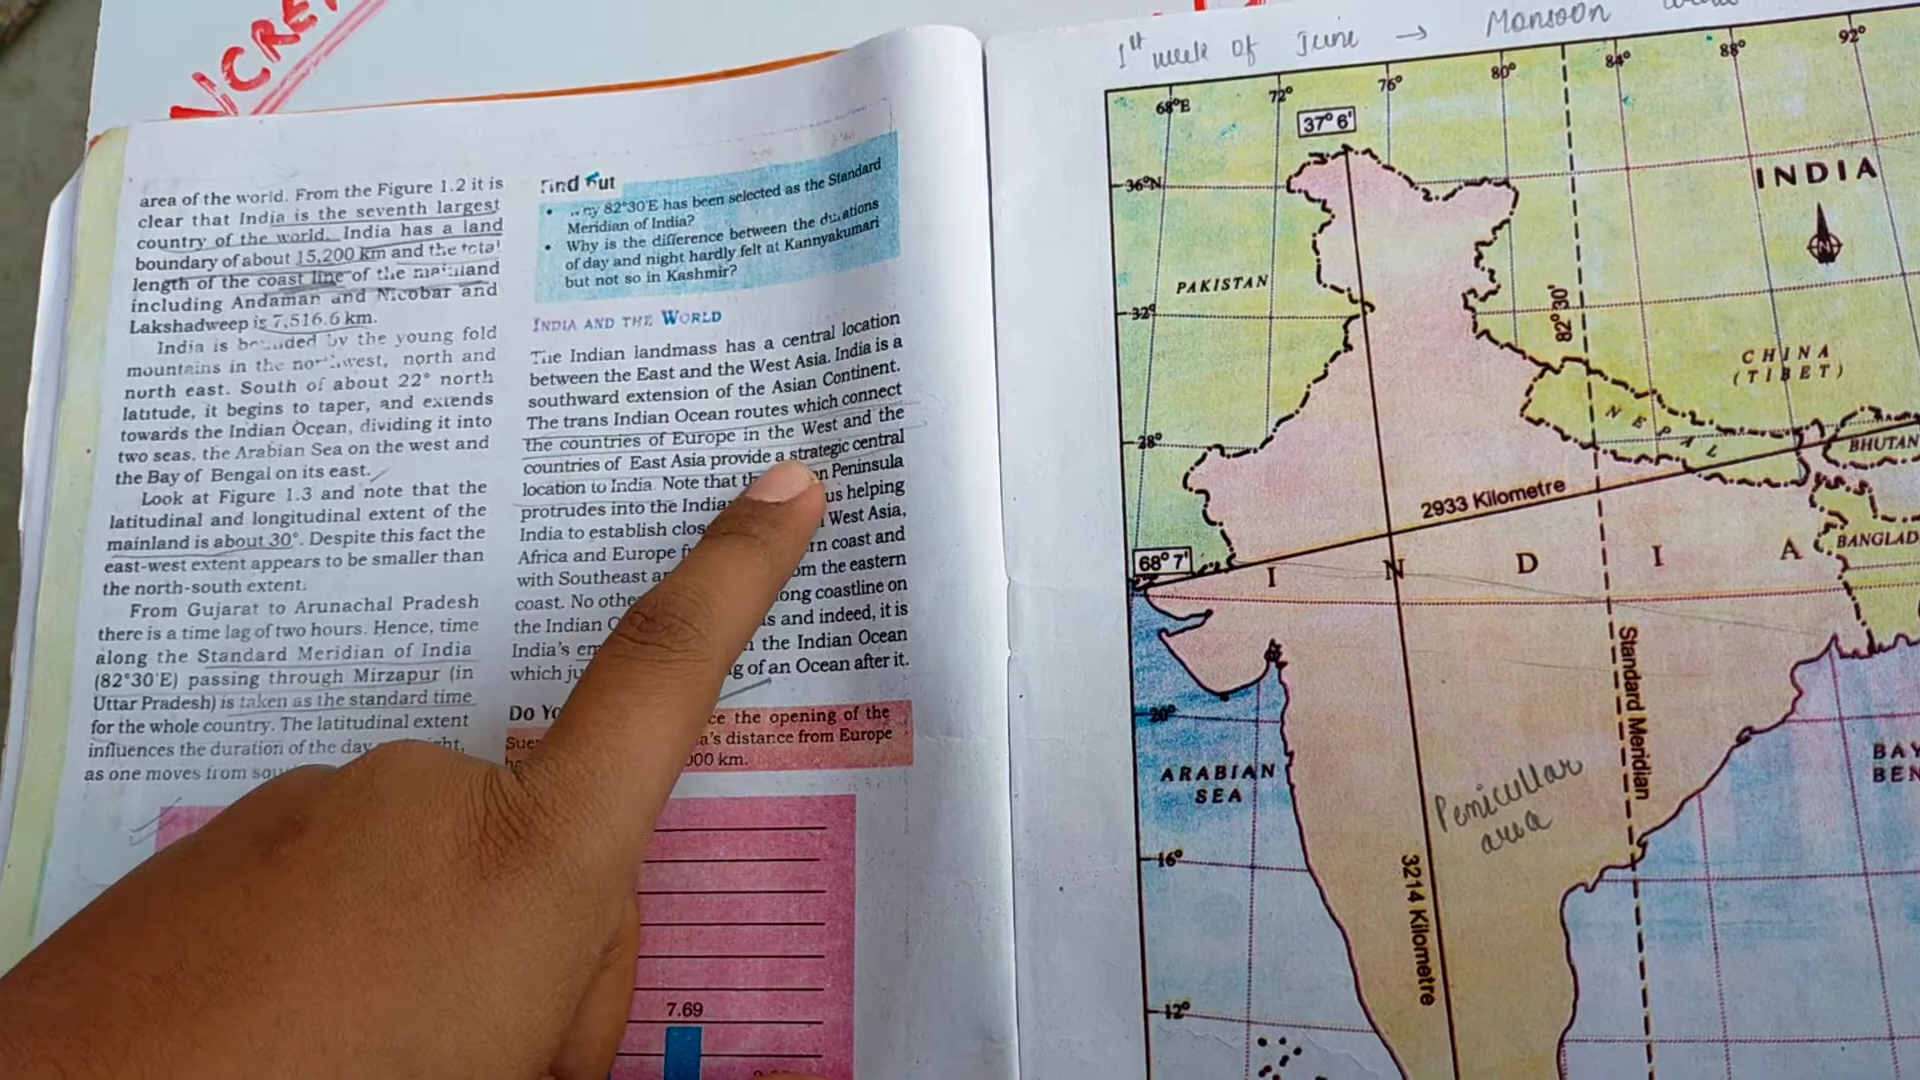 1st week of June → Monsoon
area of the world. From the Figure 1.2 it is
clear that India is the seventh largest
country of the world. India has a land
boundary of about 15,200 km and the total
length of the coast line of the mainland
including Andaman and Nicobar and
Lakshadweep is 7,516.6 km.
India is bounded by the young fold
mountains in the northwest, north and
north east. South of about 22° north
latitude, it begins to taper, and extends
towards the Indian Ocean, dividing it into
two seas, the Arabian Sea on the west and
the Bay of Bengal on its east.
Look at Figure 1.3 and note that the
latitudinal and longitudinal extent of the
mainland is about 30°. Despite this fact the
east-west extent appears to be smaller than
the north-south extent.
From Gujarat to Arunachal Pradesh
there is a time lag of two hours. Hence, time
along the Standard Meridian of India
(82°30'E) passing through Mirzapur (in
Uttar Pradesh) is taken as the standard time
for the whole country. The latitudinal extent
influences the duration of the day
as one moves from
Find out
• 82°30'E has been selected as the Standard
Meridian of India?
• Why is the difference between the durations
of day and night hardly felt at Kannyakumari
but not so in Kashmir?
INDIA AND THE WORLD
The Indian landmass has a central location
between the East and the West Asia. India is a
southward extension of the Asian Continent.
The trans Indian Ocean routes which connect
the countries of Europe in the West and the
countries of East Asia provide a strategic central
location to India. Note that Peninsula
protrudes into the helping
India to establish West Asia,
Africa and Europe coast and
with Southeast the eastern
coast. No coastline on
the Indian and indeed, it is
India's the Indian Ocean
which of an Ocean after it.
Do
the opening of the
distance from Europe
km.
7.69
68°E
72°
76°
80°
84°
88°
92°
37° 6'
36°N
INDIA
N
PAKISTAN
32°
82° 30'
CHINA
(TIBET)
NEPAL
28°
BHUTAN
2933 Kilometre
68° 7'
BANGLAD
I N D I A
Standard Meridian
20°
ARABIAN
SEA
BAY
BEN
Penicullar
area
16°
3214 Kilometre
12°